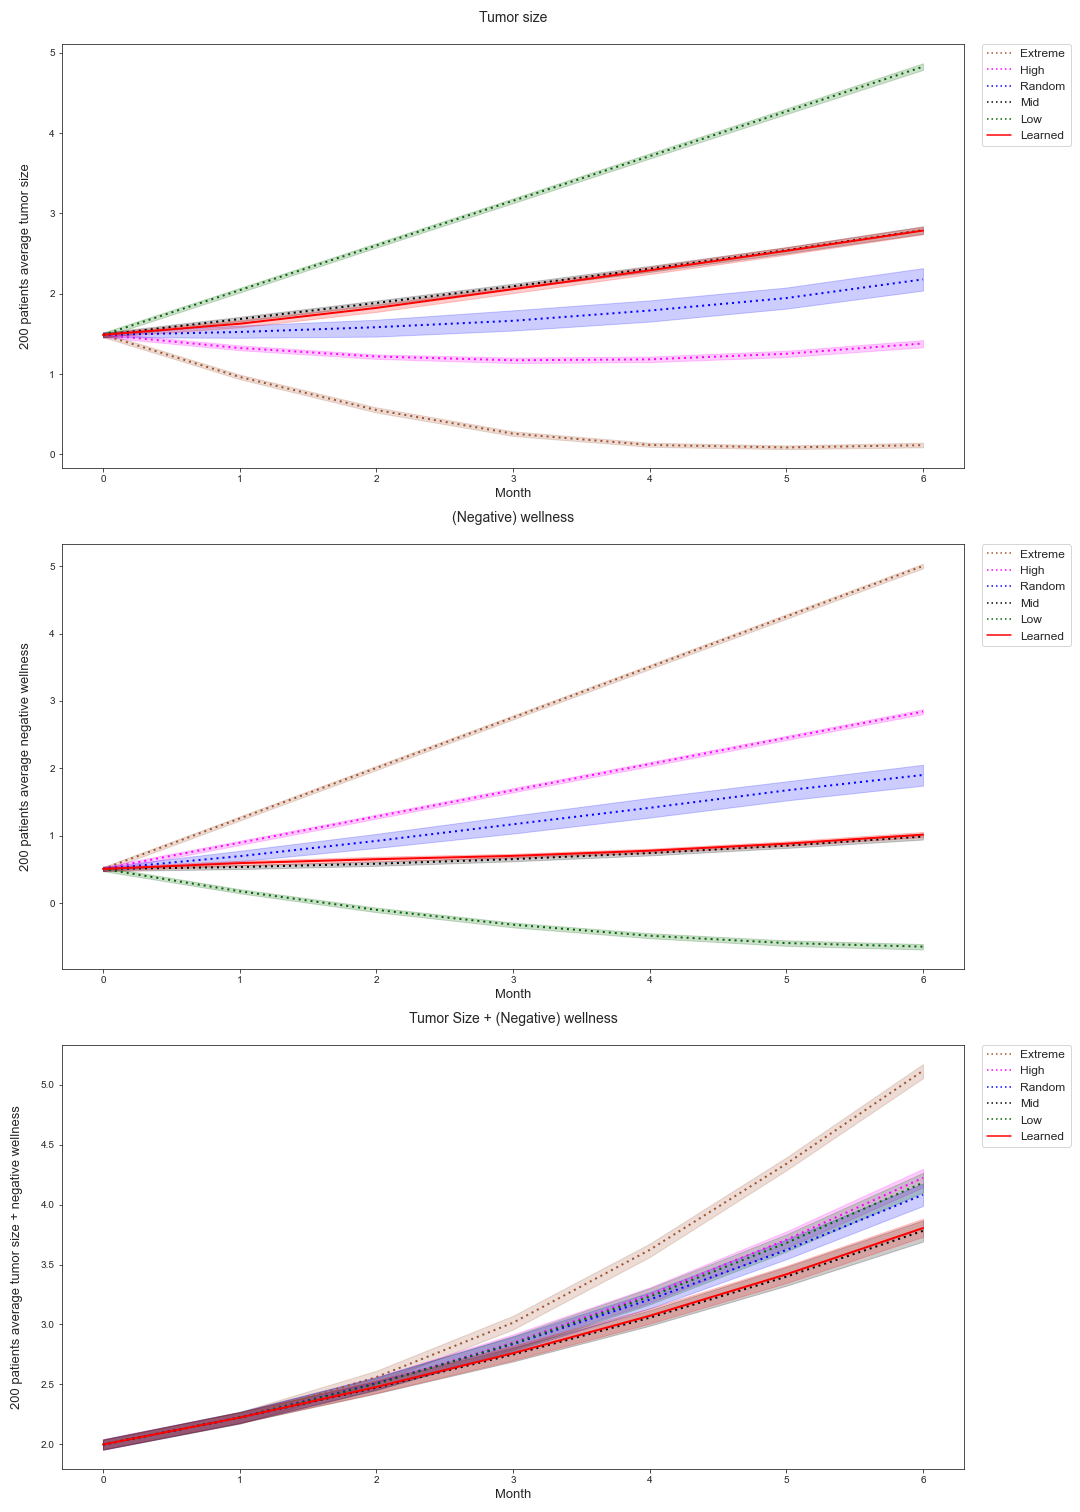 Tumor size
200 patients average tumor size
5
4
3
2
1
0
0 1 2 3 4 5 6
Month
Extreme
High
Random
Mid
Low
Learned
(Negative) wellness
200 patients average negative wellness
5
4
3
2
1
0
0 1 2 3 4 5 6
Month
Extreme
High
Random
Mid
Low
Learned
Tumor Size + (Negative) wellness
200 patients average tumor size + negative wellness
5.0
4.5
4.0
3.5
3.0
2.5
2.0
0 1 2 3 4 5 6
Month
Extreme
High
Random
Mid
Low
Learned